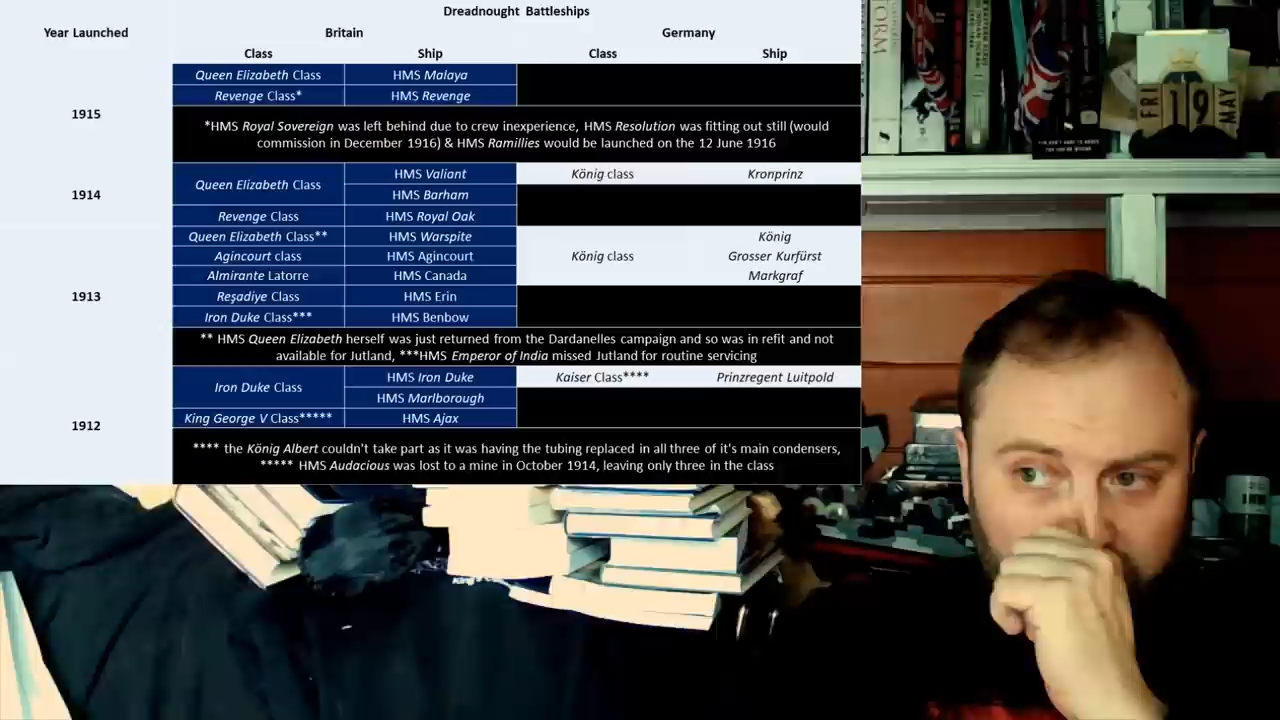 Dreadnought Battleships
Year Launched Britain Germany
Class Ship Class Ship
Queen Elizabeth Class HMS Malaya
Revenge Class* HMS Revenge
1915
*HMS Royal Sovereign was left behind due to crew inexperience, HMS Resolution was fitting out still (would
commission in December 1916) & HMS Ramillies would be launched on the 12 June 1916
1914
Queen Elizabeth Class HMS Valiant König class Kronprinz
HMS Barham
Revenge Class HMS Royal Oak
1913
Queen Elizabeth Class** HMS Warspite König
Agincourt class HMS Agincourt König class Grosser Kurfürst
Almirante Latorre HMS Canada Markgraf
Reşadiye Class HMS Erin
Iron Duke Class*** HMS Benbow
** HMS Queen Elizabeth herself was just returned from the Dardanelles campaign and so was in refit and not
available for Jutland, ***HMS Emperor of India missed Jutland for routine servicing
1912
Iron Duke Class HMS Iron Duke Kaiser Class**** Prinzregent Luitpold
HMS Marlborough
King George V Class***** HMS Ajax
**** the König Albert couldn't take part as it was having the tubing replaced in all three of it's main condensers,
***** HMS Audacious was lost to a mine in October 1914, leaving only three in the class
FRI 19 MAY